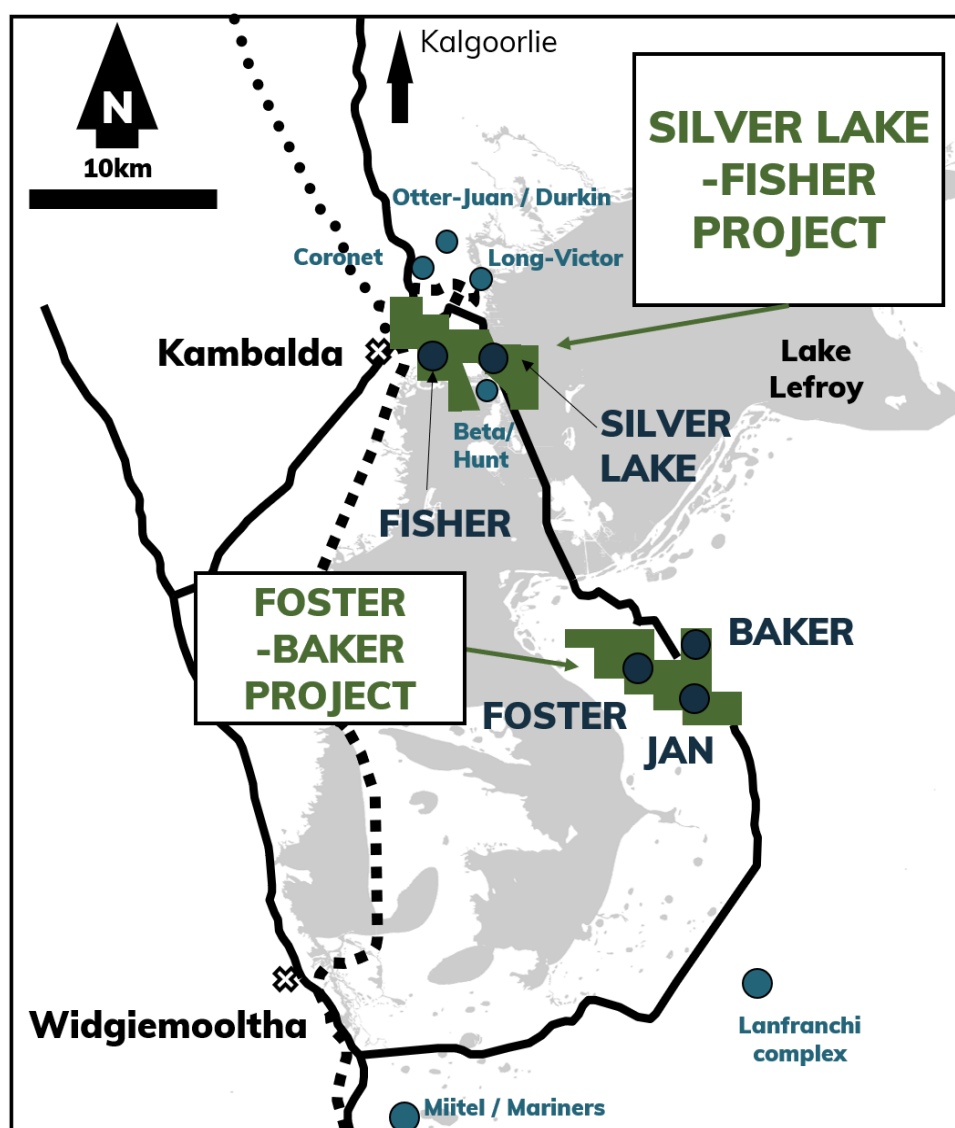 Kalgoorlie
N
10km
SILVER LAKE
-FISHER
PROJECT
Otter-Juan / Durkin
Coronet
Long-Victor
Kambalda
Lake
Lefroy
Beta/
Hunt
SILVER
LAKE
FISHER
FOSTER
-BAKER
PROJECT
BAKER
FOSTER
JAN
Widgiemooltha
Lanfranchi
complex
Miitel / Mariners